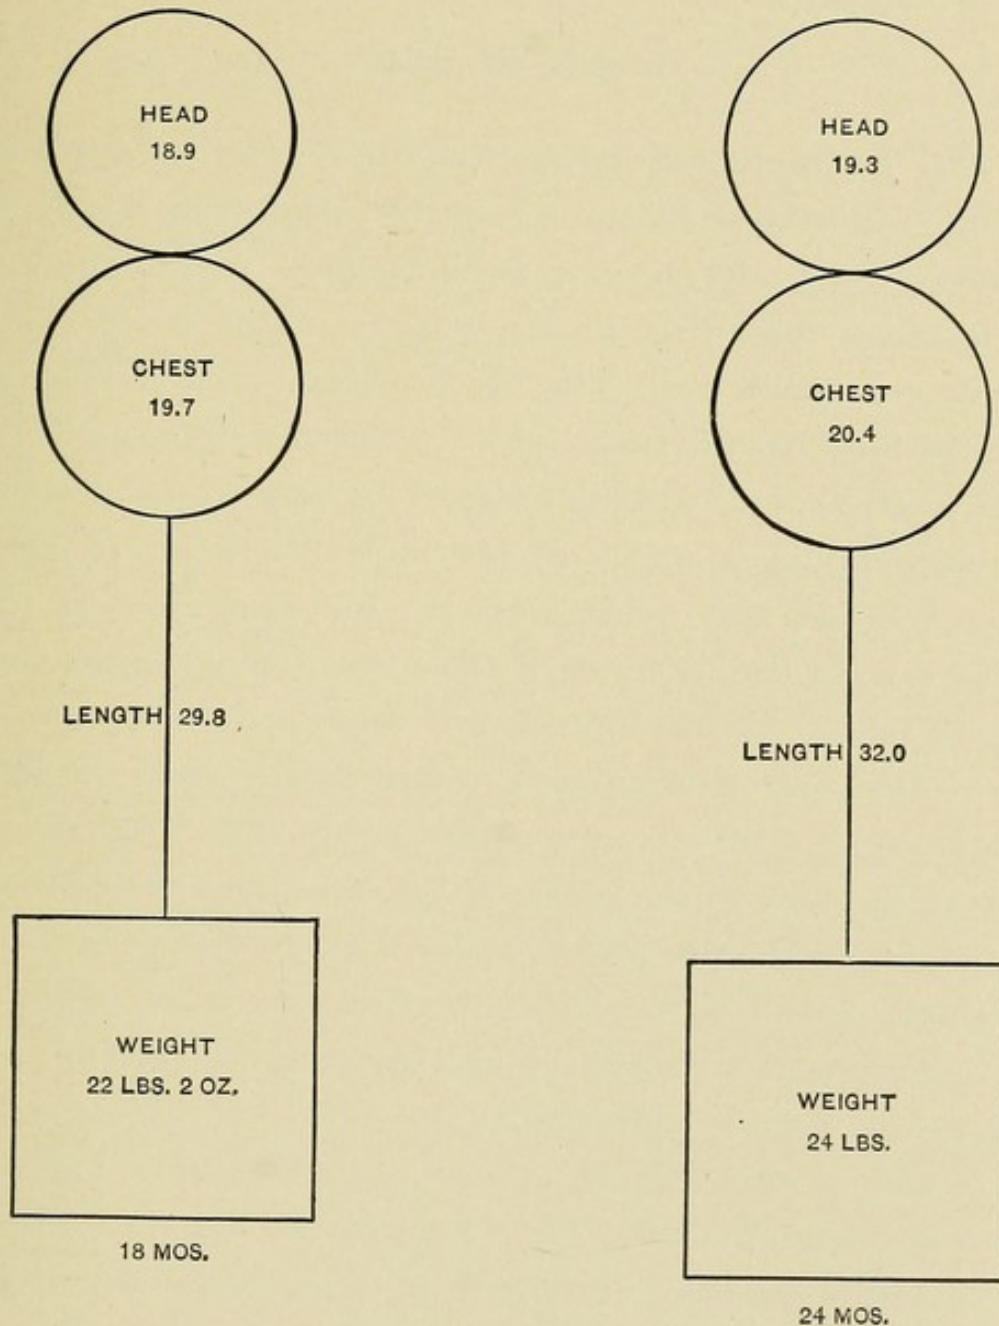 HEAD
18.9
CHEST
19.7
LENGTH 29.8
WEIGHT
22 LBS. 2 OZ.
18 MOS.
HEAD
19.3
CHEST
20.4
LENGTH 32.0
WEIGHT
24 LBS.
24 MOS.